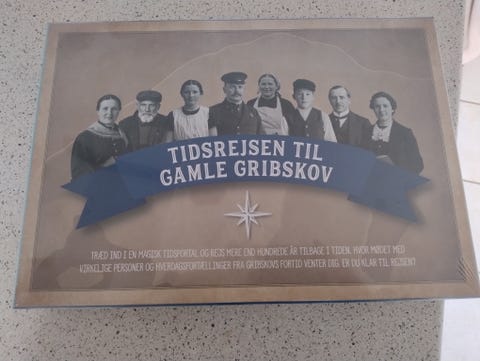 TIDSREJSEN TIL
GAMLE GRIBSKOV
TRÆD IND I EN MAGISK TIDSPORTAL OG REJS MERE END HUNDREDE ÅR TILBAGE I TIDEN, HVOR MØDET MED
VIRKELIGE PERSONER OG HVERDAGSFORTÆLLINGER FRA GRIBSKOVS FORTID VENTER DIG. ER DU KLAR TIL REJSEN?